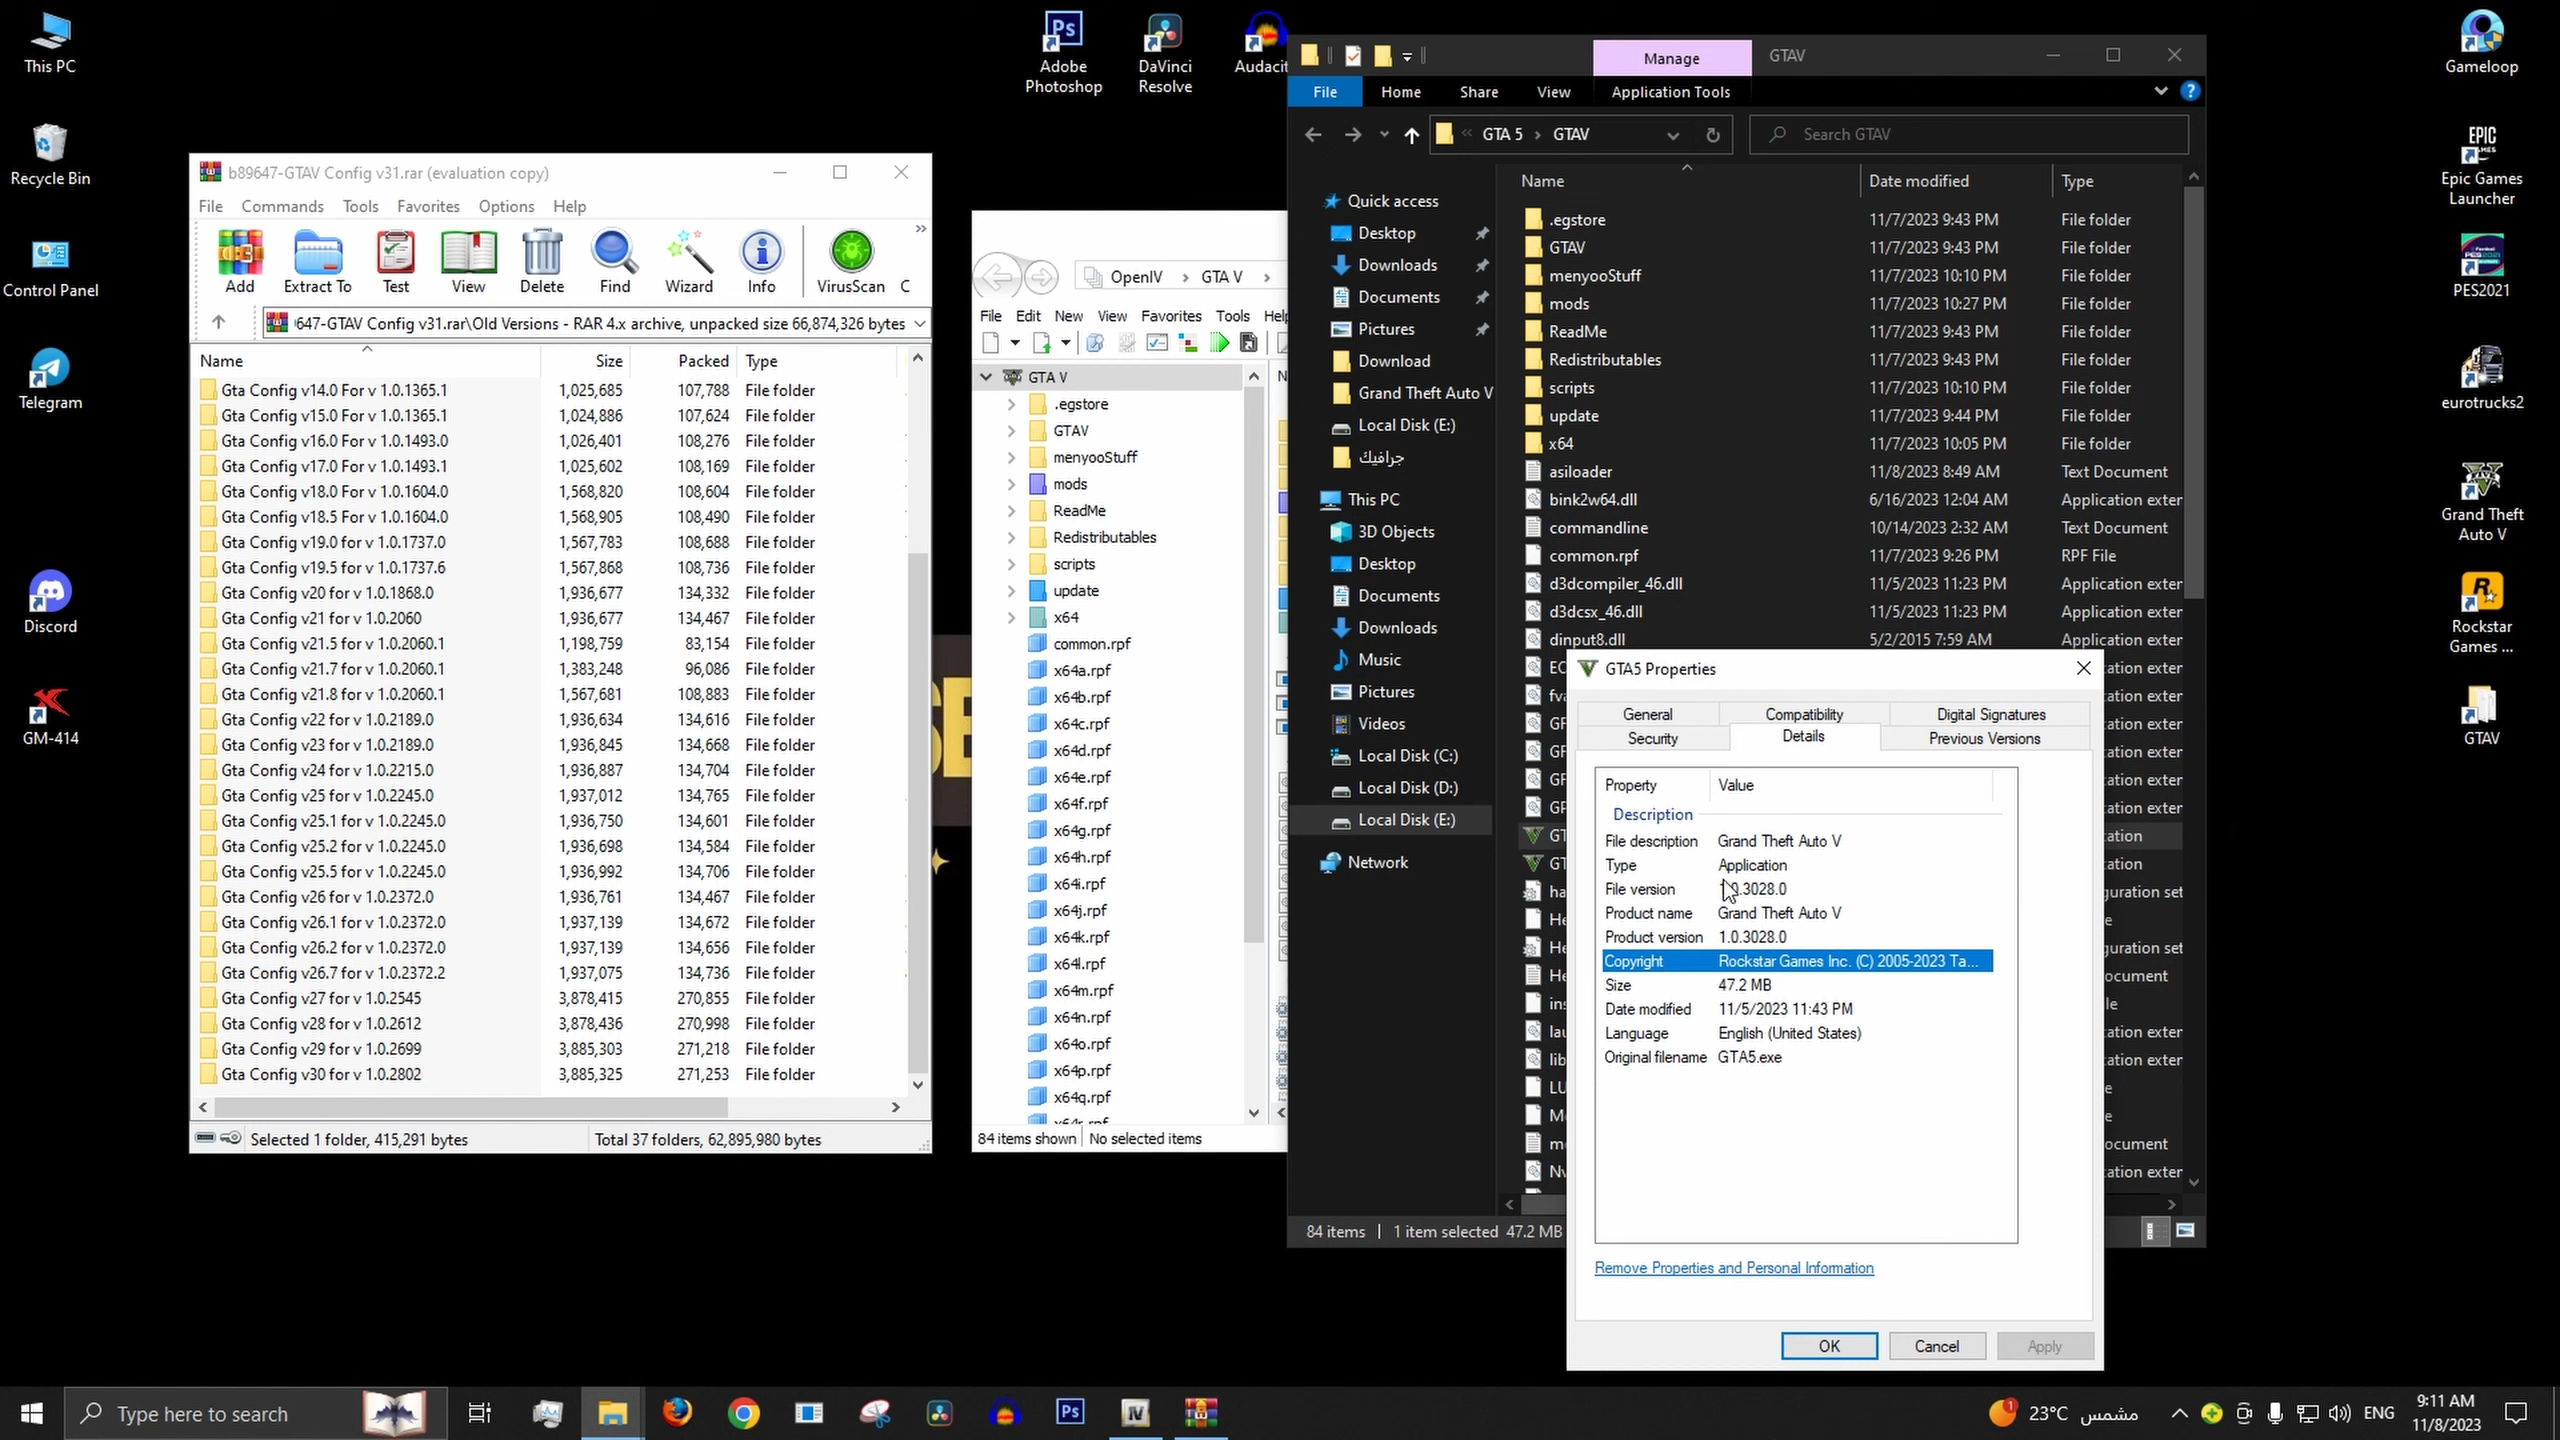 This PC
Recycle Bin
Control Panel
Telegram
Discord
GM-414
Adobe Photoshop
DaVinci Resolve
Gameloop
EPIC GAMES
Epic Games Launcher
PES2021
eurotrucks2
Grand Theft Auto V
Rockstar Games ...
GTAV
b89647-GTAV Config v31.rar (evaluation copy)
File Commands Tools Favorites Options Help
Add Extract To Test View Delete Find Wizard Info VirusScan C
647-GTAV Config v31.rar\Old Versions - RAR 4.x archive, unpacked size 66,874,326 bytes
Name Size Packed Type
Gta Config v14.0 For v 1.0.1365.1 1,025,685 107,788 File folder
Gta Config v15.0 For v 1.0.1365.1 1,024,886 107,624 File folder
Gta Config v16.0 For v 1.0.1493.0 1,026,401 108,276 File folder
Gta Config v17.0 For v 1.0.1493.1 1,025,602 108,169 File folder
Gta Config v18.0 For v 1.0.1604.0 1,568,820 108,604 File folder
Gta Config v18.5 For v 1.0.1604.0 1,568,905 108,490 File folder
Gta Config v19.0 for v 1.0.1737.0 1,567,783 108,688 File folder
Gta Config v19.5 for v 1.0.1737.6 1,567,868 108,736 File folder
Gta Config v20 for v 1.0.1868.0 1,936,677 134,332 File folder
Gta Config v21 for v 1.0.2060 1,936,677 134,467 File folder
Gta Config v21.5 for v 1.0.2060.1 1,198,759 83,154 File folder
Gta Config v21.7 for v 1.0.2060.1 1,383,248 96,086 File folder
Gta Config v21.8 for v 1.0.2060.1 1,567,681 108,883 File folder
Gta Config v22 for v 1.0.2189.0 1,936,634 134,616 File folder
Gta Config v23 for v 1.0.2189.0 1,936,845 134,668 File folder
Gta Config v24 for v 1.0.2215.0 1,936,887 134,704 File folder
Gta Config v25 for v 1.0.2245.0 1,937,012 134,765 File folder
Gta Config v25.1 for v 1.0.2245.0 1,936,750 134,601 File folder
Gta Config v25.2 for v 1.0.2245.0 1,936,698 134,584 File folder
Gta Config v25.5 for v 1.0.2245.0 1,936,992 134,706 File folder
Gta Config v26 for v 1.0.2372.0 1,936,761 134,467 File folder
Gta Config v26.1 for v 1.0.2372.0 1,937,139 134,672 File folder
Gta Config v26.2 for v 1.0.2372.0 1,937,139 134,656 File folder
Gta Config v26.7 for v 1.0.2372.2 1,937,075 134,736 File folder
Gta Config v27 for v 1.0.2545 3,878,415 270,855 File folder
Gta Config v28 for v 1.0.2612 3,878,436 270,998 File folder
Gta Config v29 for v 1.0.2699 3,885,303 271,218 File folder
Gta Config v30 for v 1.0.2802 3,885,325 271,253 File folder
Selected 1 folder, 415,291 bytes Total 37 folders, 62,895,980 bytes
OpenIV GTA V
File Edit New View Favorites Tools
GTA V
.egstore
GTAV
menyooStuff
mods
ReadMe
Redistributables
scripts
update
x64
common.rpf
x64a.rpf
x64b.rpf
x64c.rpf
x64d.rpf
x64e.rpf
x64f.rpf
x64g.rpf
x64h.rpf
x64i.rpf
x64j.rpf
x64k.rpf
x64l.rpf
x64m.rpf
x64n.rpf
x64o.rpf
x64p.rpf
x64q.rpf
84 items shown No selected items
Manage GTAV
File Home Share View Application Tools
GTA 5 GTAV Search GTAV
Quick access
Desktop
Downloads
Documents
Pictures
Download
Grand Theft Auto V
Local Disk (E:)
جرافيك
This PC
3D Objects
Desktop
Documents
Downloads
Music
Pictures
Videos
Local Disk (C:)
Local Disk (D:)
Local Disk (E:)
Network
Name Date modified Type
.egstore 11/7/2023 9:43 PM File folder
GTAV 11/7/2023 9:43 PM File folder
menyooStuff 11/7/2023 10:10 PM File folder
mods 11/7/2023 10:27 PM File folder
ReadMe 11/7/2023 9:43 PM File folder
Redistributables 11/7/2023 9:43 PM File folder
scripts 11/7/2023 10:10 PM File folder
update 11/7/2023 9:44 PM File folder
x64 11/7/2023 10:05 PM File folder
asiloader 11/8/2023 8:49 AM Text Document
bink2w64.dll 6/16/2023 12:04 AM Application exter
commandline 10/14/2023 2:32 AM Text Document
common.rpf 11/7/2023 9:26 PM RPF File
d3dcompiler_46.dll 11/5/2023 11:23 PM Application exter
d3dcsx_46.dll 11/5/2023 11:23 PM Application exter
dinput8.dll 5/2/2015 7:59 AM Application exter
84 items 1 item selected 47.2 MB
GTA5 Properties
General Compatibility Digital Signatures
Security Details Previous Versions
Property Value
Description
File description Grand Theft Auto V
Type Application
File version 1.0.3028.0
Product name Grand Theft Auto V
Product version 1.0.3028.0
Copyright Rockstar Games Inc. (C) 2005-2023 Ta...
Size 47.2 MB
Date modified 11/5/2023 11:43 PM
Language English (United States)
Original filename GTA5.exe
Remove Properties and Personal Information
OK Cancel Apply
Type here to search
23°C مشمس ENG
9:11 AM
11/8/2023